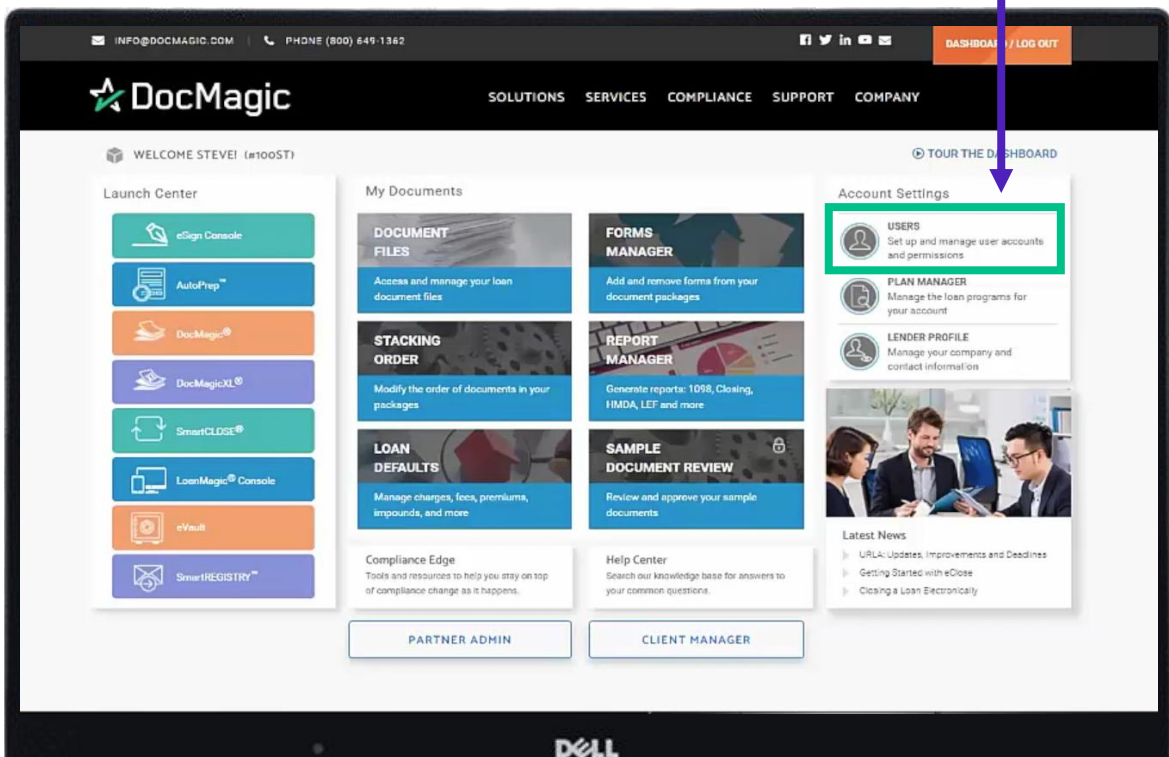 INFO@DOCMAGIC.COM | PHONE (800) 649-1362
DASHBOARD / LOG OUT
DocMagic
SOLUTIONS SERVICES COMPLIANCE SUPPORT COMPANY
WELCOME STEVE! (#100ST)
TOUR THE DASHBOARD
Launch Center
eSign Console
AutoPrep™
DocMagic®
DocMagicXL®
SmartCLOSE®
LoanMagic® Console
eVault
SmartREGISTRY™
My Documents
DOCUMENT
FILES
Access and manage your loan
document files
FORMS
MANAGER
Add and remove forms from your
document packages
STACKING
ORDER
Modify the order of documents in your
packages
REPORT
MANAGER
Generate reports: 1098, Closing,
HMDA, LEF and more
LOAN
DEFAULTS
Manage charges, fees, premiums,
impounds, and more
SAMPLE
DOCUMENT REVIEW
Review and approve your sample
documents
Compliance Edge
Tools and resources to help you stay on top
of compliance change as it happens.
Help Center
Search our knowledge base for answers to
your common questions.
PARTNER ADMIN
CLIENT MANAGER
Account Settings
USERS
Set up and manage user accounts
and permissions
PLAN MANAGER
Manage the loan programs for
your account
LENDER PROFILE
Manage your company and
contact information
Latest News
URLA: Updates, Improvements and Deadlines
Getting Started with eClose
Closing a Loan Electronically
DELL